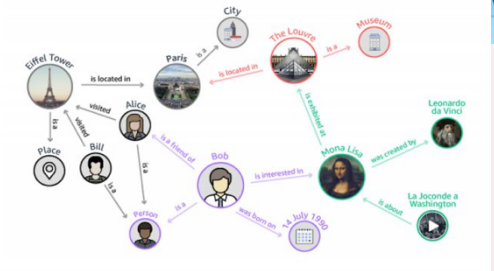 City
is a
Paris
is located in
Eiffel Tower
The Louvre
is a
Museum
is located in
visited
Alice
visited
is a
Place
Bill
is a
is a
is a friend of
Bob
is interested in
is exhibited at
Mona Lisa
was created by
Leonardo
da Vinci
La Joconde a
Washington
is about
Person
is a
was born on
14 July 1990